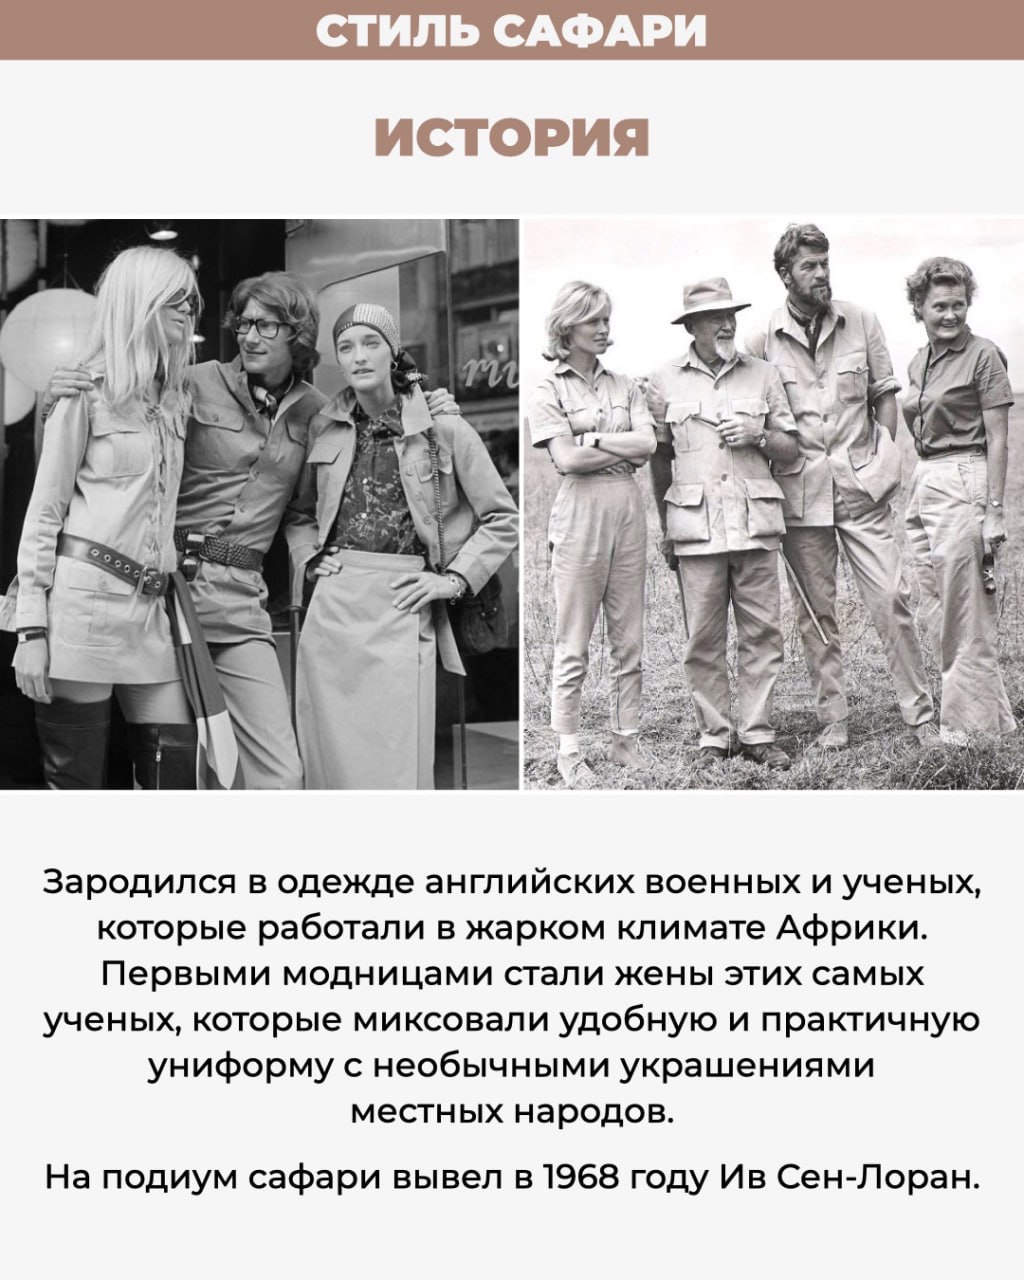 СТИЛЬ САФАРИ
ИСТОРИЯ
Зародился в одежде английских военных и ученых,
которые работали в жарком климате Африки.
Первыми модницами стали жены этих самых
ученых, которые миксовали удобную и практичную
униформу с необычными украшениями
местных народов.
На подиум сафари вывел в 1968 году Ив Сен-Лоран.